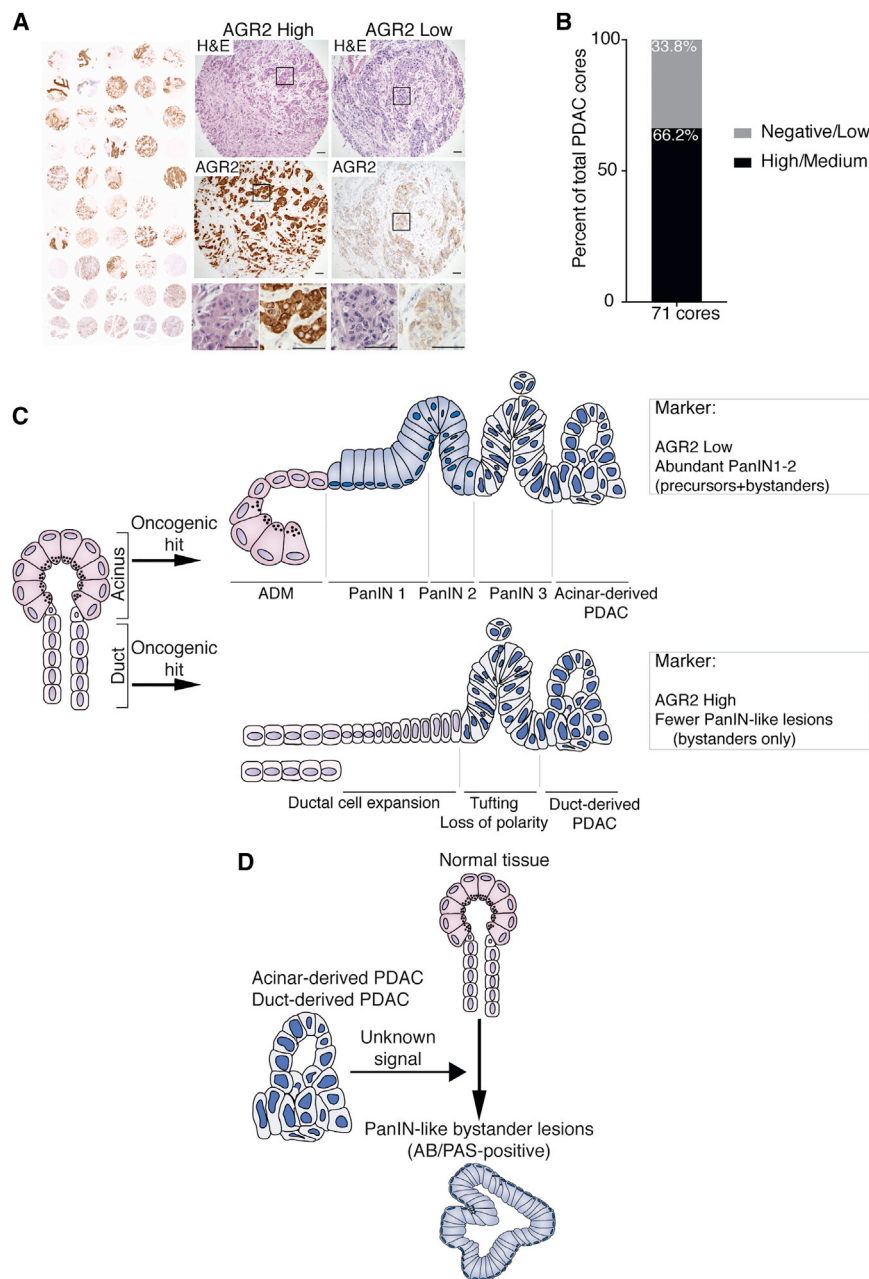 A
AGR2 High
AGR2 Low
H&E
H&E
AGR2
AGR2
B
Percent of total PDAC cores
100
50
0
33.8%
66.2%
71 cores
Negative/Low
High/Medium
C
Acinus
Duct
Oncogenic
hit
Oncogenic
hit
ADM
PanIN 1
PanIN 2
PanIN 3
Acinar-derived
PDAC
Marker:
AGR2 Low
Abundant PanIN1-2
(precursors+bystanders)
Ductal cell expansion
Tufting
Loss of polarity
Duct-derived
PDAC
Marker:
AGR2 High
Fewer PanIN-like lesions
(bystanders only)
D
Normal tissue
Acinar-derived PDAC
Duct-derived PDAC
Unknown
signal
PanIN-like bystander lesions
(AB/PAS-positive)